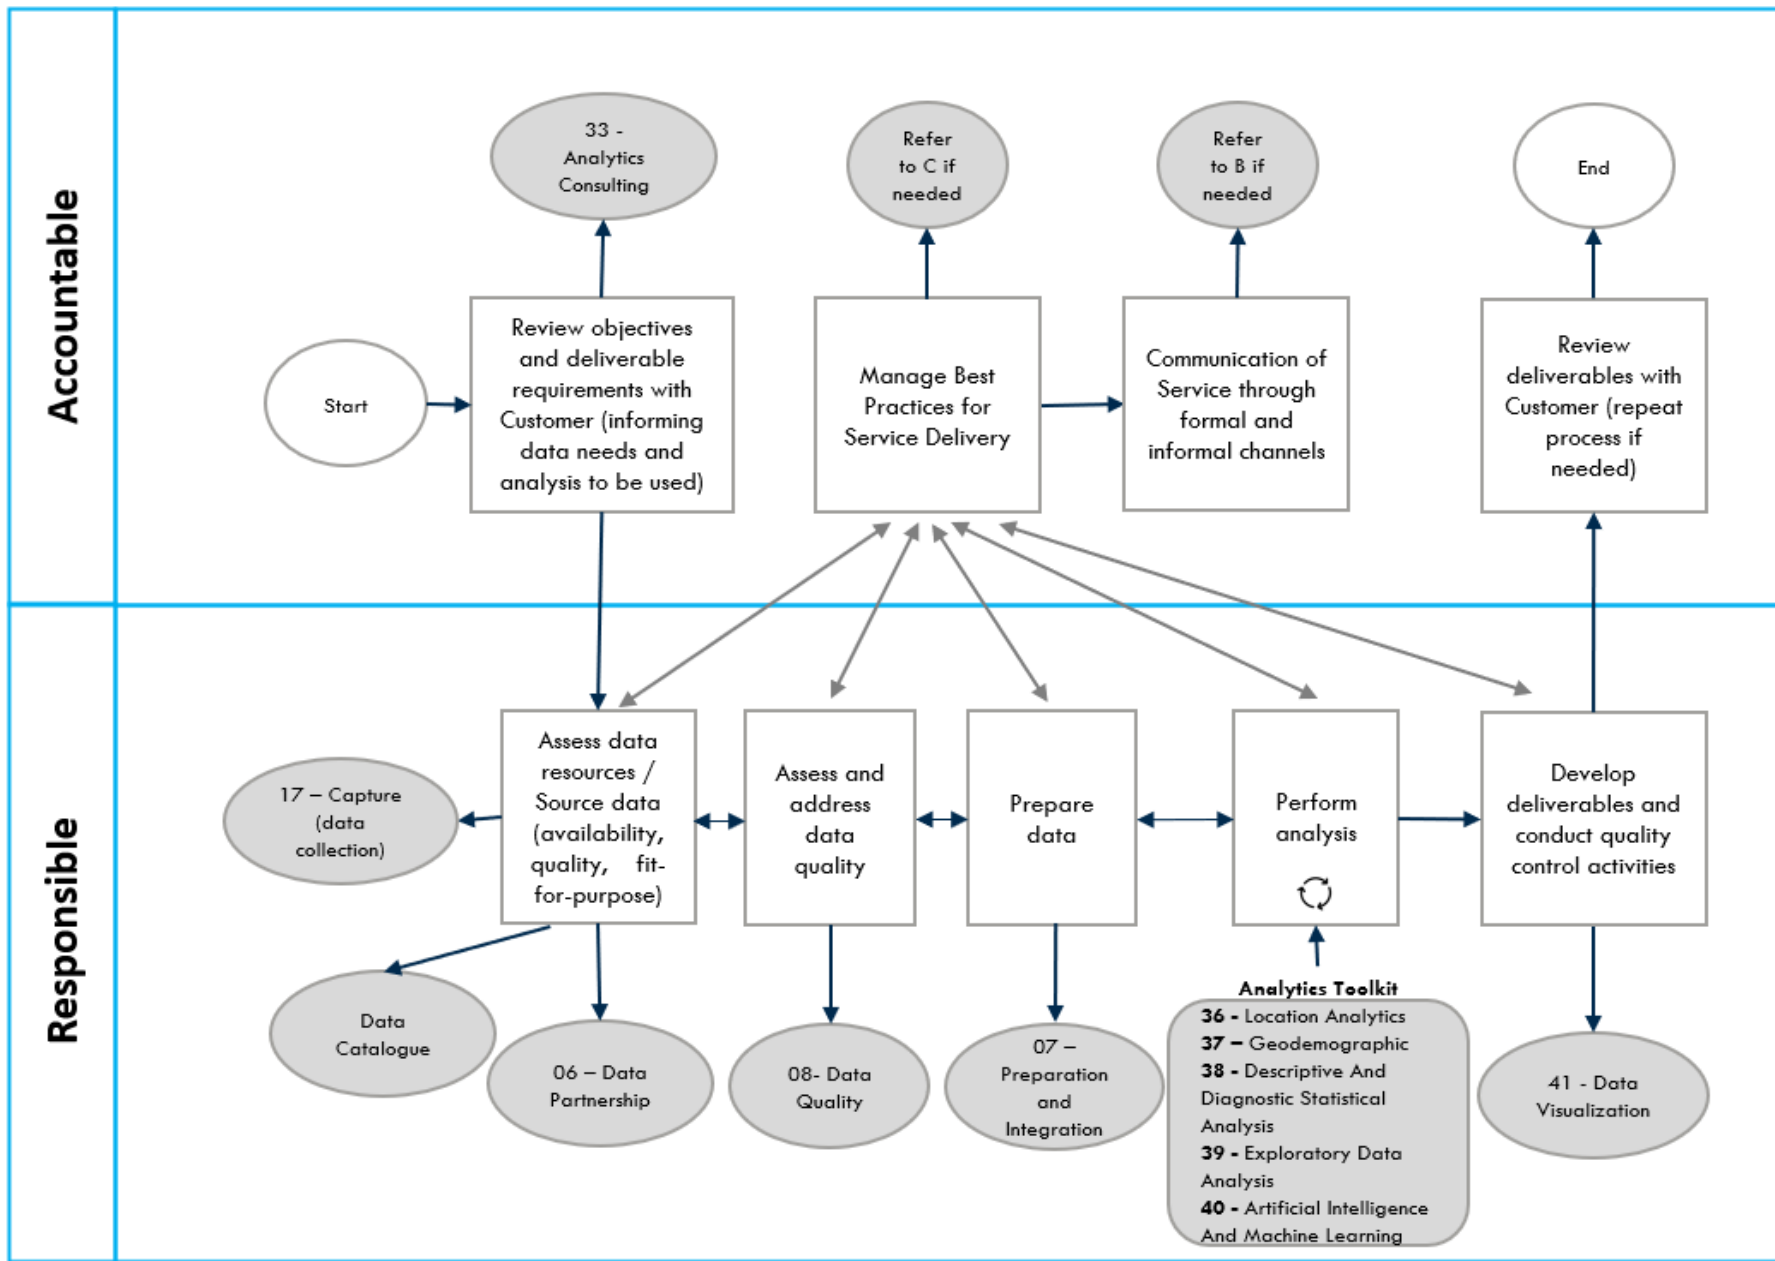 Accountable
33 -
Analytics
Consulting
Refer
to C if
needed
Refer
to B if
needed
End
Start
Review objectives
and deliverable
requirements with
Customer (informing
data needs and
analysis to be used)
Manage Best
Practices for
Service Delivery
Communication of
Service through
formal and
informal channels
Review
deliverables with
Customer (repeat
process if
needed)
Responsible
17 – Capture
(data
collection)
Assess data
resources /
Source data
(availability,
quality, fit-
for-purpose)
Assess and
address
data
quality
Prepare
data
Perform
analysis
Develop
deliverables and
conduct quality
control activities
Data
Catalogue
06 – Data
Partnership
08- Data
Quality
07 –
Preparation
and
Integration
Analytics Toolkit
36 - Location Analytics
37 – Geodemographic
38 - Descriptive And
Diagnostic Statistical
Analysis
39 - Exploratory Data
Analysis
40 - Artificial Intelligence
And Machine Learning
41 - Data
Visualization